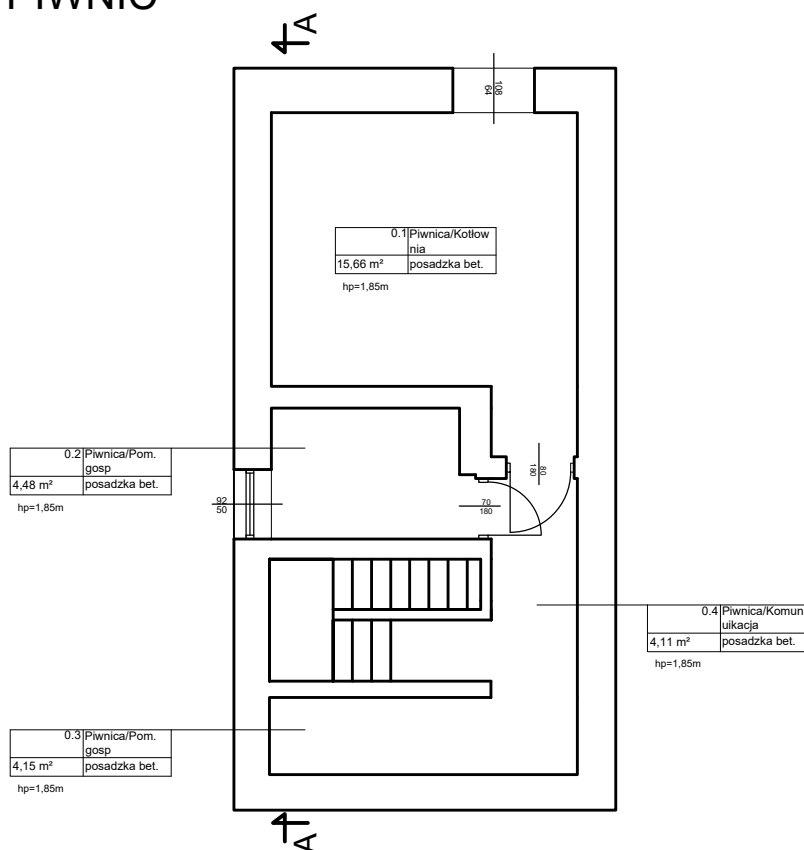 PIWNIC
A
108
64
0.1 Piwnica/Kotłow
nia
15,66 m² posadzka bet.
hp=1,85m
0.2 Piwnica/Pom.
gosp
4,48 m² posadzka bet.
hp=1,85m
80
180
92
50
70
180
0.4 Piwnica/Komun
uikacja
4,11 m² posadzka bet.
hp=1,85m
0.3 Piwnica/Pom.
gosp
4,15 m² posadzka bet.
hp=1,85m
A